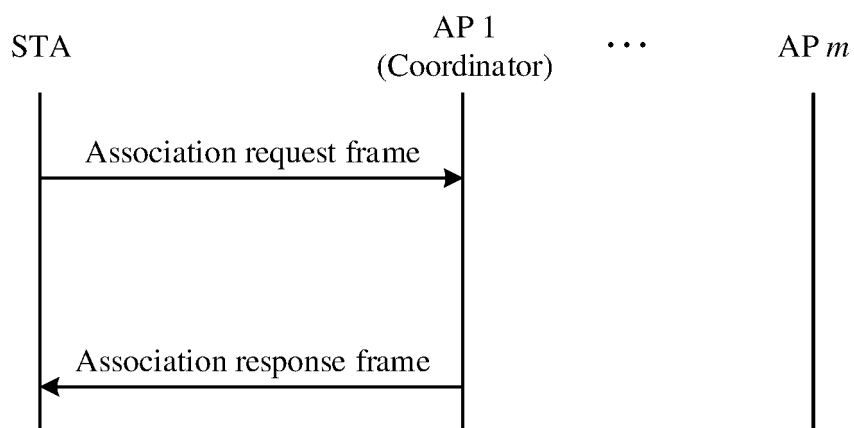 STA
AP 1
(Coordinator)
···
AP m
Association request frame
Association response frame